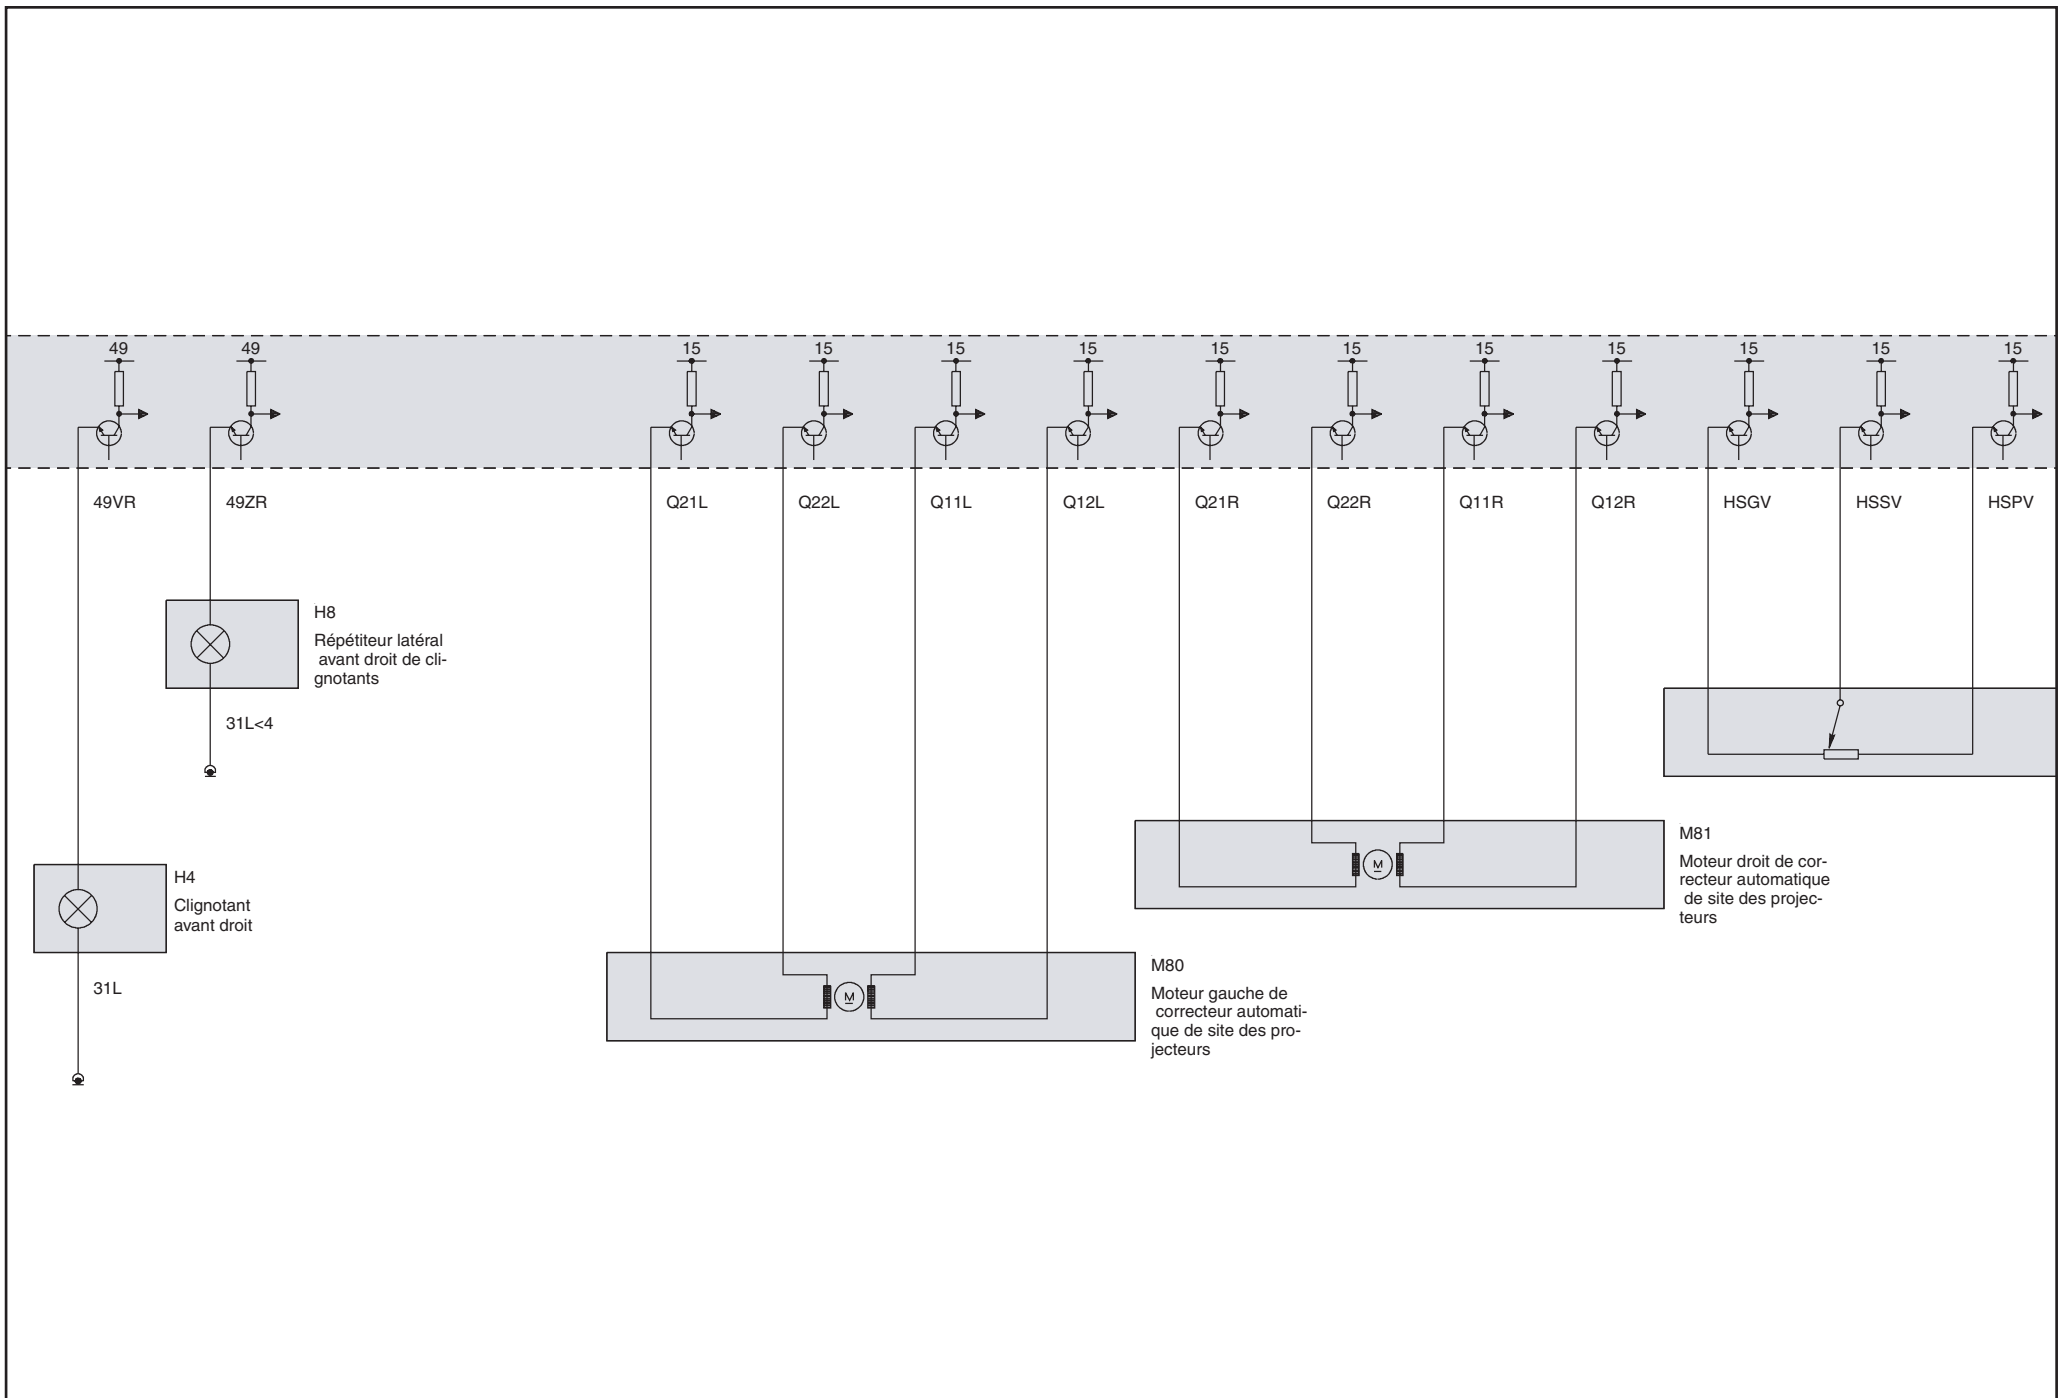 49 49 15 15 15 15 15 15 15 15 15 15 15
49VR 49ZR Q21L Q22L Q11L Q12L Q21R Q22R Q11R Q12R HSGV HSSV HSPV
H8
Répétiteur latéral
avant droit de cli-
gnotants
31L<4
H4
Clignotant
avant droit
31L
M
M80
Moteur gauche de
correcteur automati-
que de site des pro-
jecteurs
M
M81
Moteur droit de cor-
recteur automatique
de site des projec-
teurs